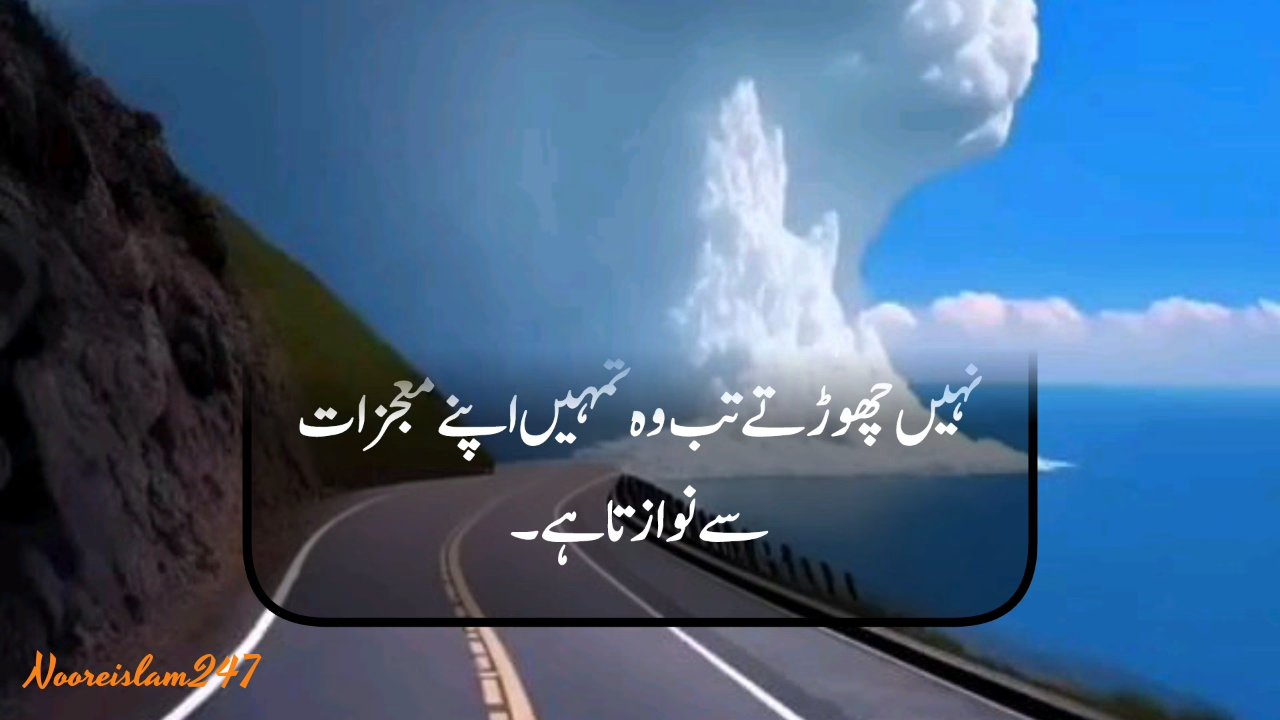 نہیں چھوڑتے تب وہ تمہیں اپنے معجزات
سے نوازتا ہے۔
Nooreislam247